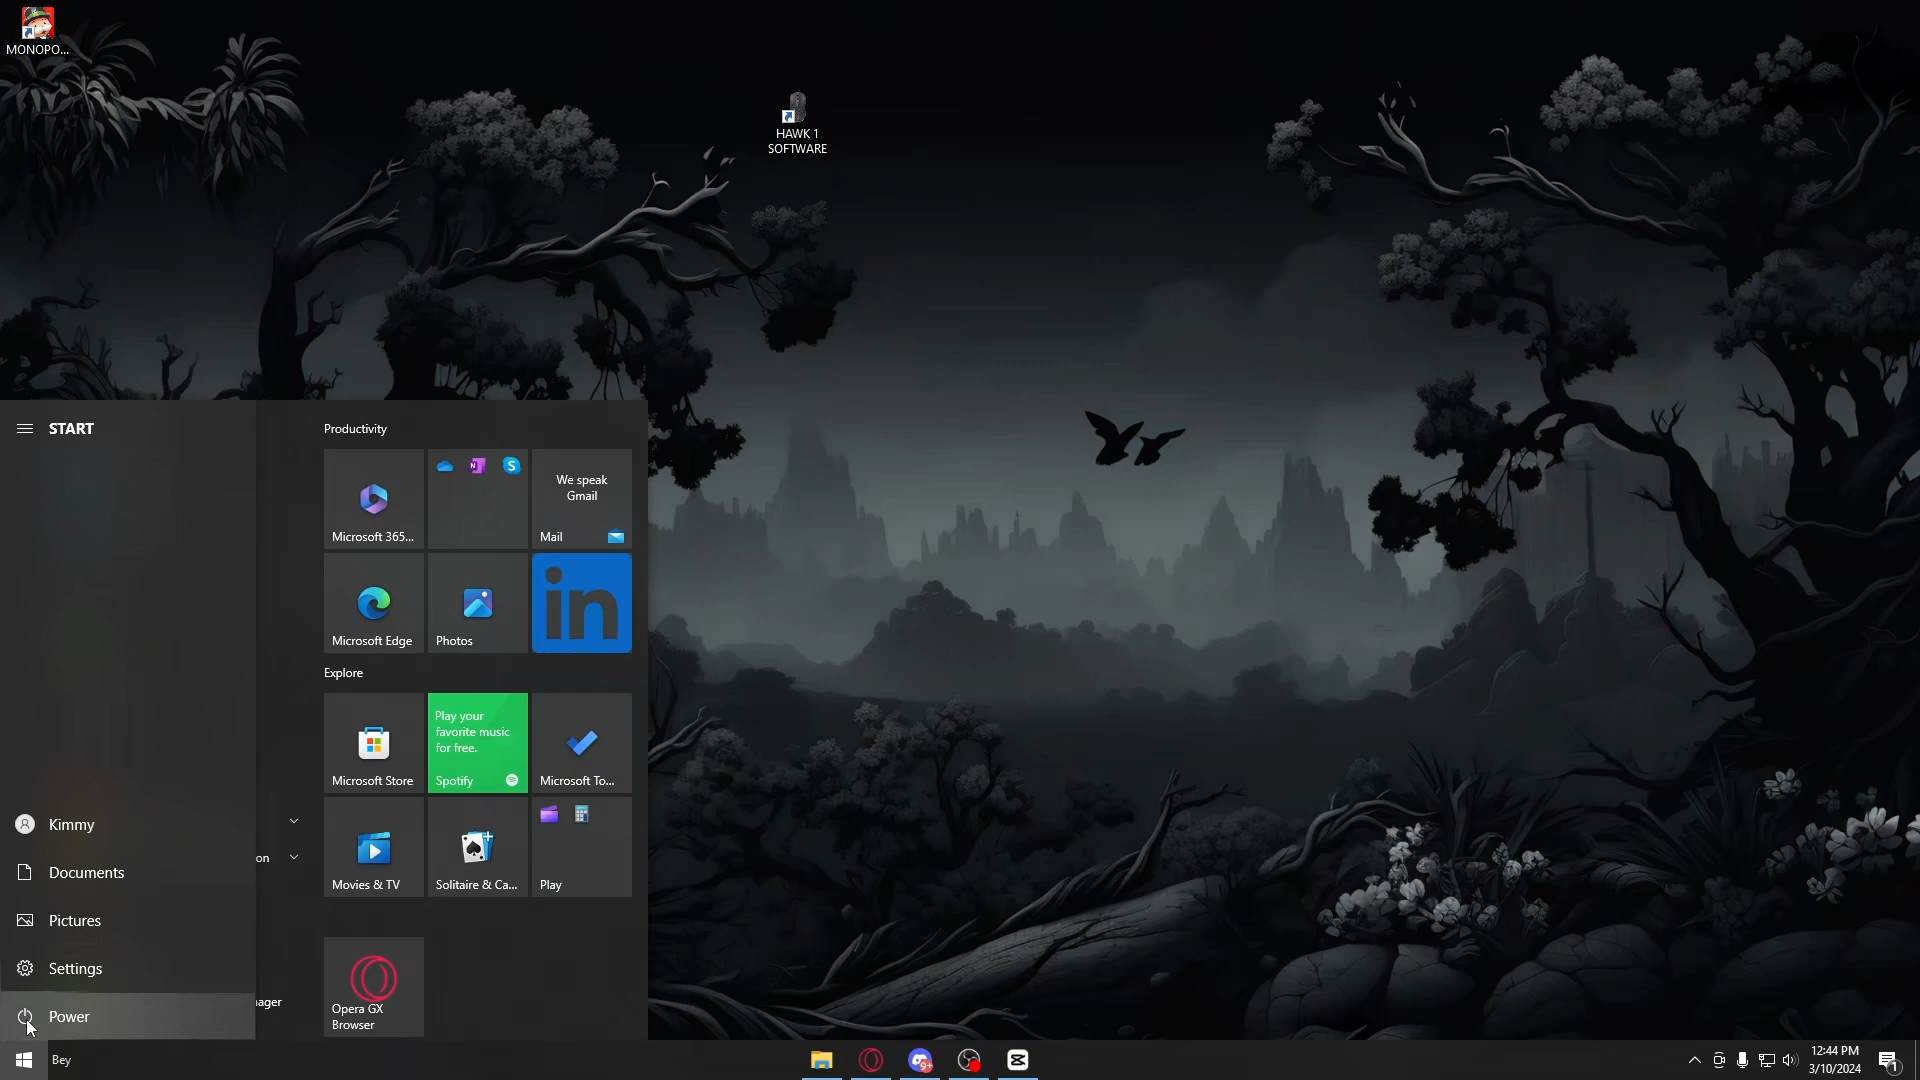 MONOPO...
HAWK 1
SOFTWARE
START
Productivity
Microsoft 365...
We speak
Gmail
Mail
Microsoft Edge
Photos
in
Explore
Microsoft Store
Play your
favorite music
for free.
Spotify
Microsoft To...
Kimmy
on
Movies & TV
Solitaire & Ca...
Play
Documents
Pictures
Settings
Power
ager
Opera GX
Browser
Bey
9+
12:44 PM
3/10/2024
1